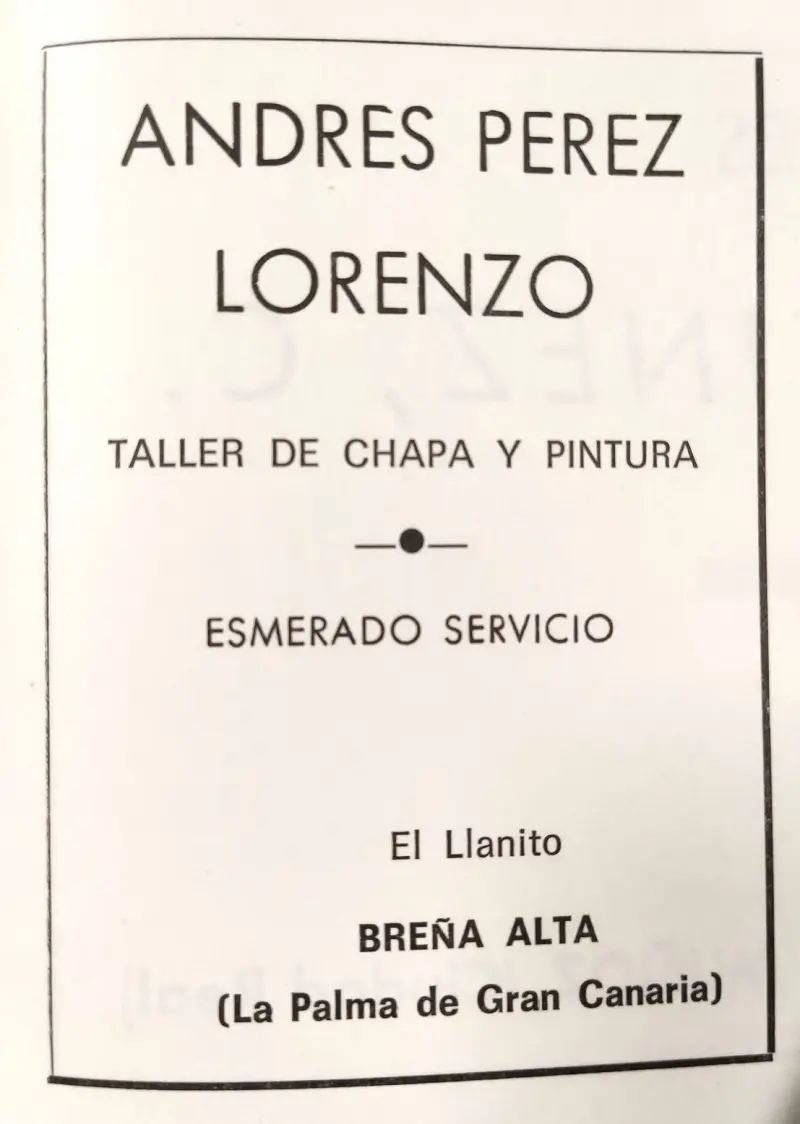 ANDRES PEREZ
LORENZO
TALLER DE CHAPA Y PINTURA
ESMERADO SERVICIO
El Llanito
BREÑA ALTA
(La Palma de Gran Canaria)